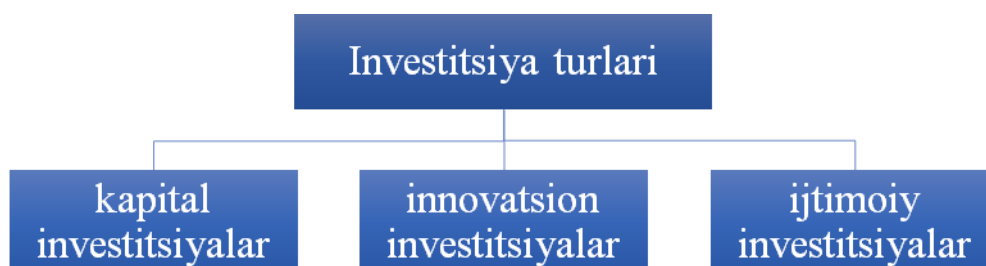 Investitsiya turlari
kapital
investitsiyalar
innovatsion
investitsiyalar
ijtimoiy
investitsiyalar